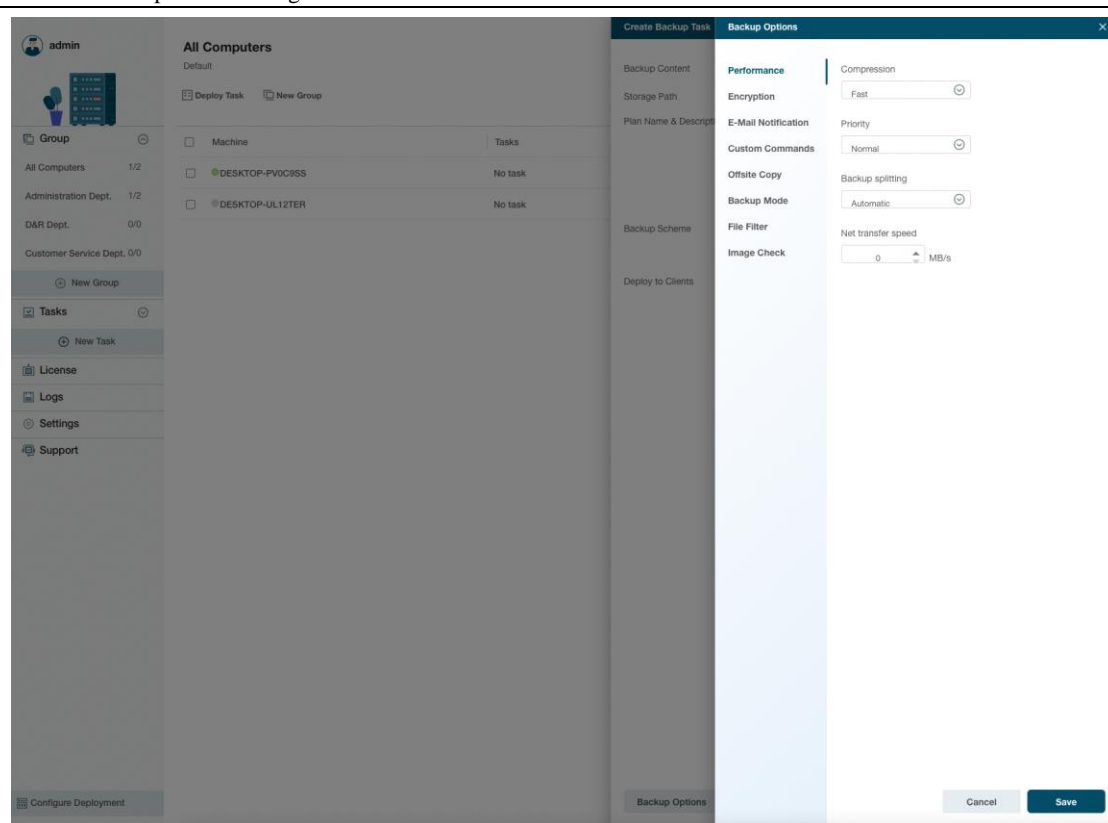 admin
All Computers
Default
Deploy Task New Group
Machine Tasks
DESKTOP-PV0C9SS No task
DESKTOP-UL12TER No task
Group
All Computers 1/2
Administration Dept. 1/2
D&R Dept. 0/0
Customer Service Dept. 0/0
New Group
Tasks
New Task
License
Logs
Settings
Support
Configure Deployment
Create Backup Task
Backup Content
Storage Path
Plan Name & Descripti
Backup Scheme
Deploy to Clients
Backup Options
Backup Options
Performance
Encryption
E-Mail Notification
Custom Commands
Offsite Copy
Backup Mode
File Filter
Image Check
Compression
Fast
Priority
Normal
Backup splitting
Automatic
Net transfer speed
0 MB/s
Cancel Save